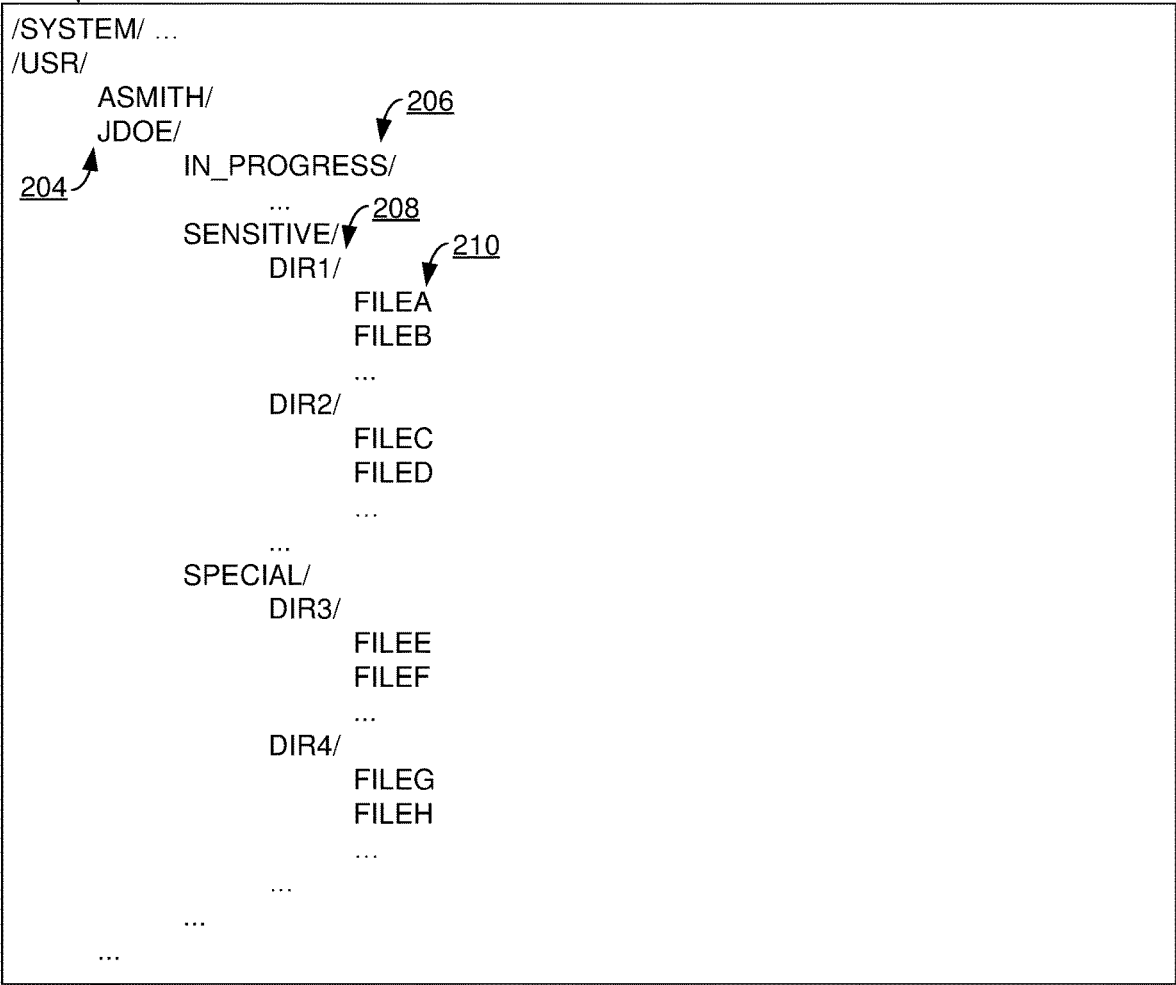 /SYSTEM/ ...
/USR/
ASMITH/
206
JDOE/
IN_PROGRESS/
204
...
208
SENSITIVE/
210
DIR1/
FILEA
FILEB
...
DIR2/
FILEC
FILED
...
...
SPECIAL/
DIR3/
FILEE
FILEF
...
DIR4/
FILEG
FILEH
...
...
...
...